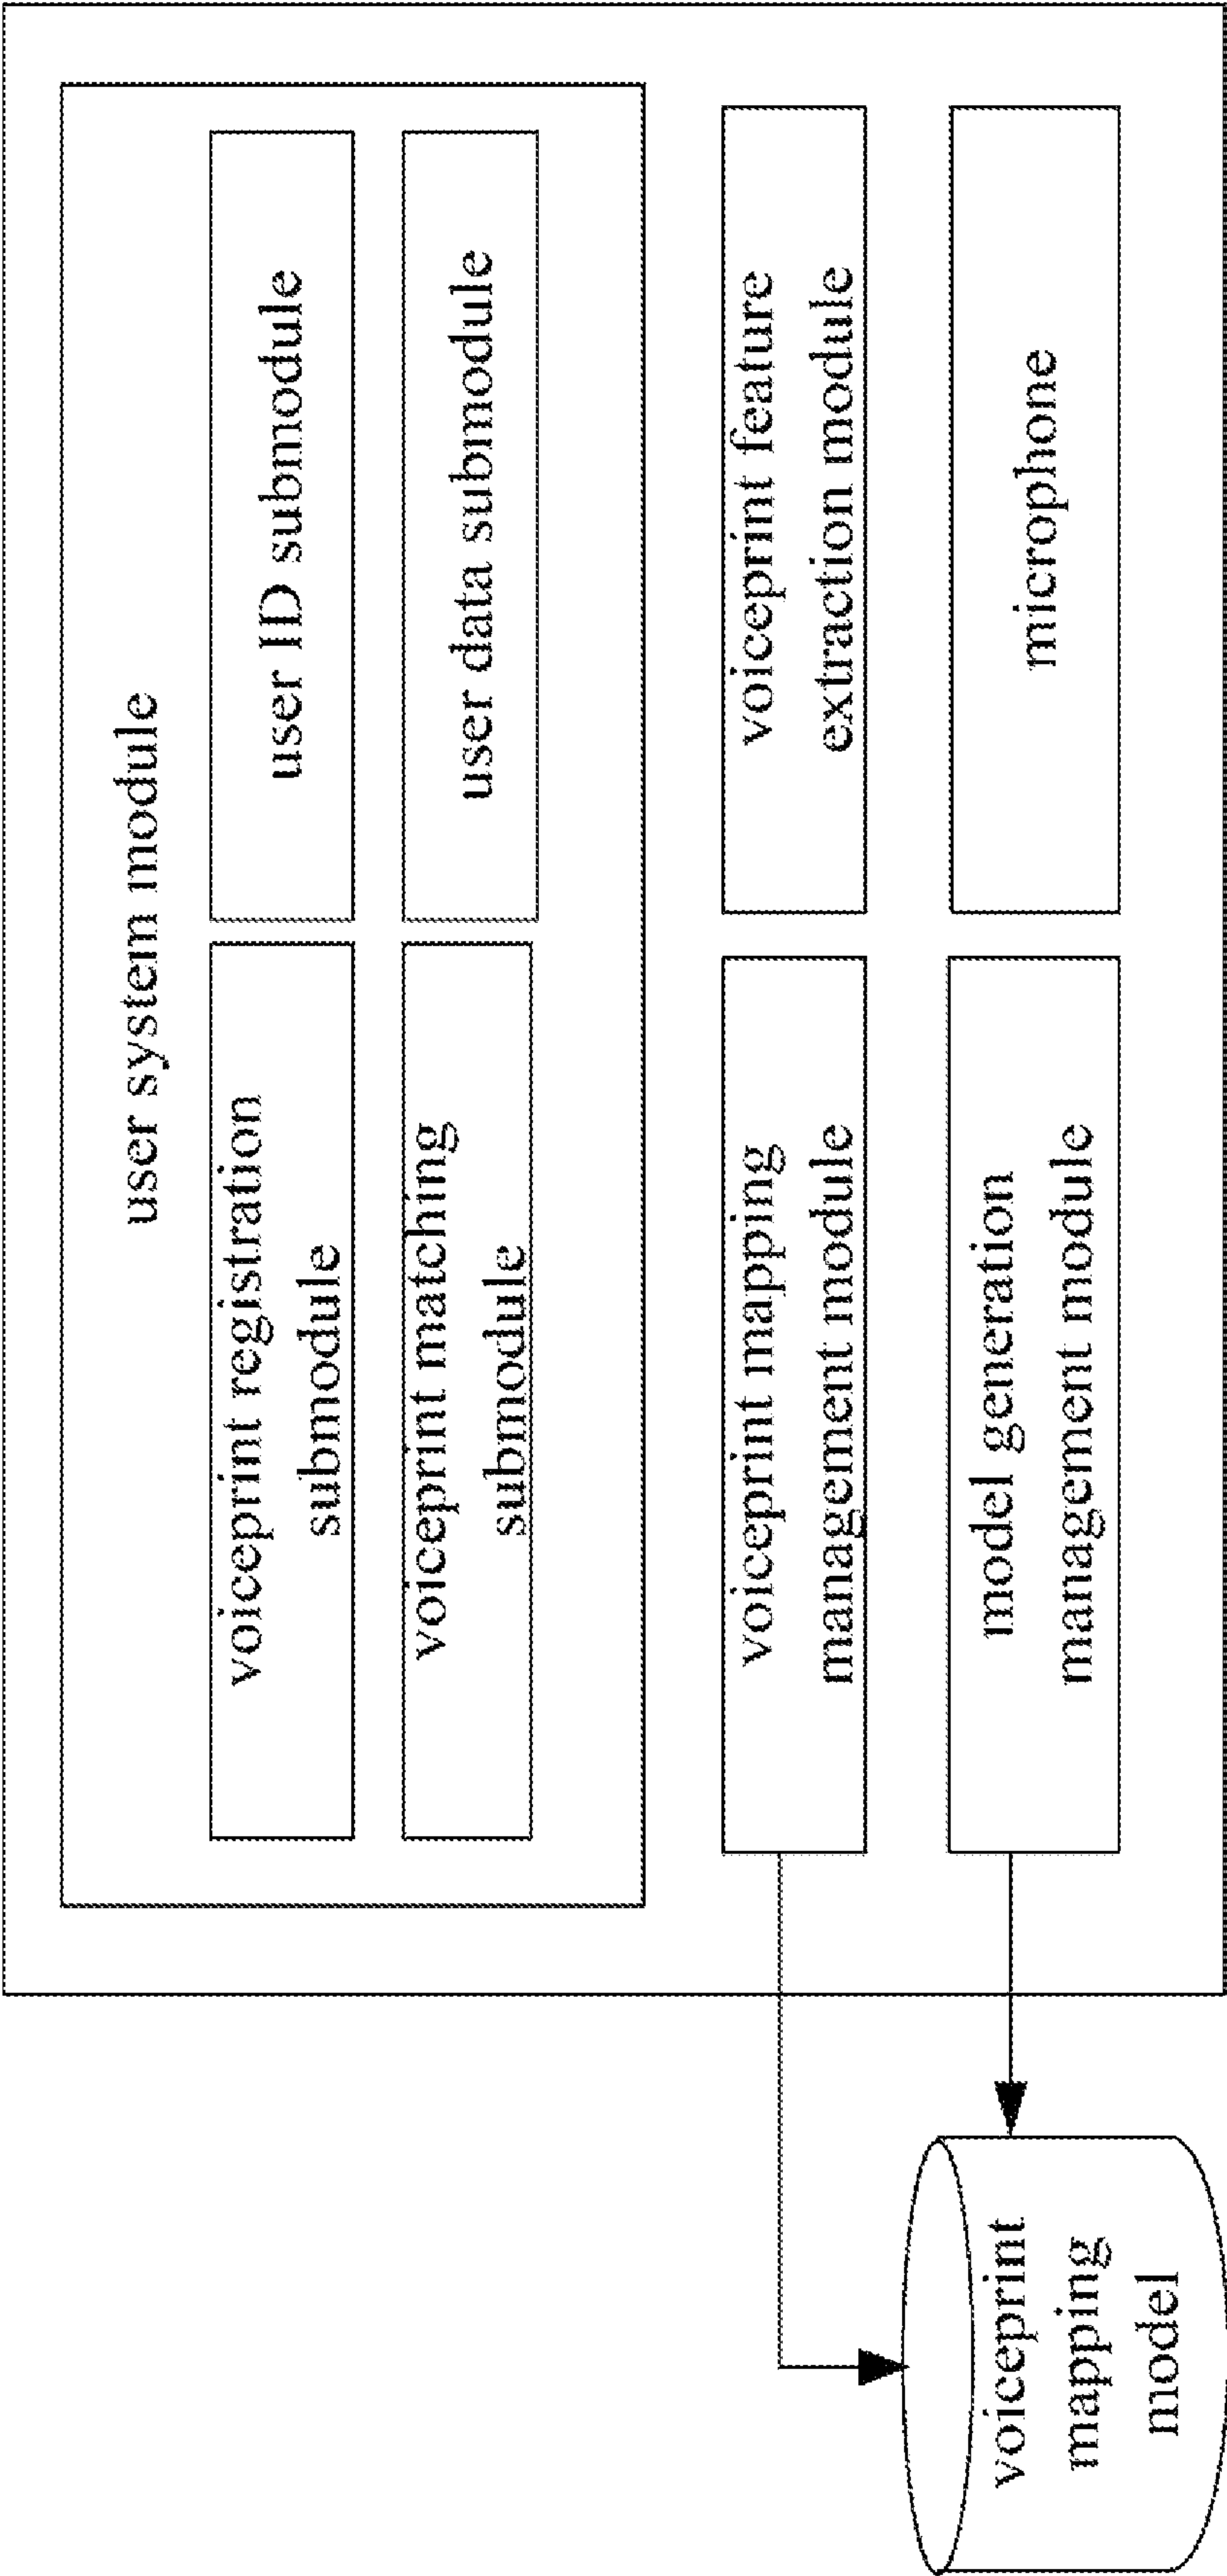 user system module
voiceprint registration
submodule
user ID submodule
voiceprint matching
submodule
user data submodule
voiceprint mapping
management module
voiceprint feature
extraction module
model generation
management module
microphone
voiceprint
mapping
model